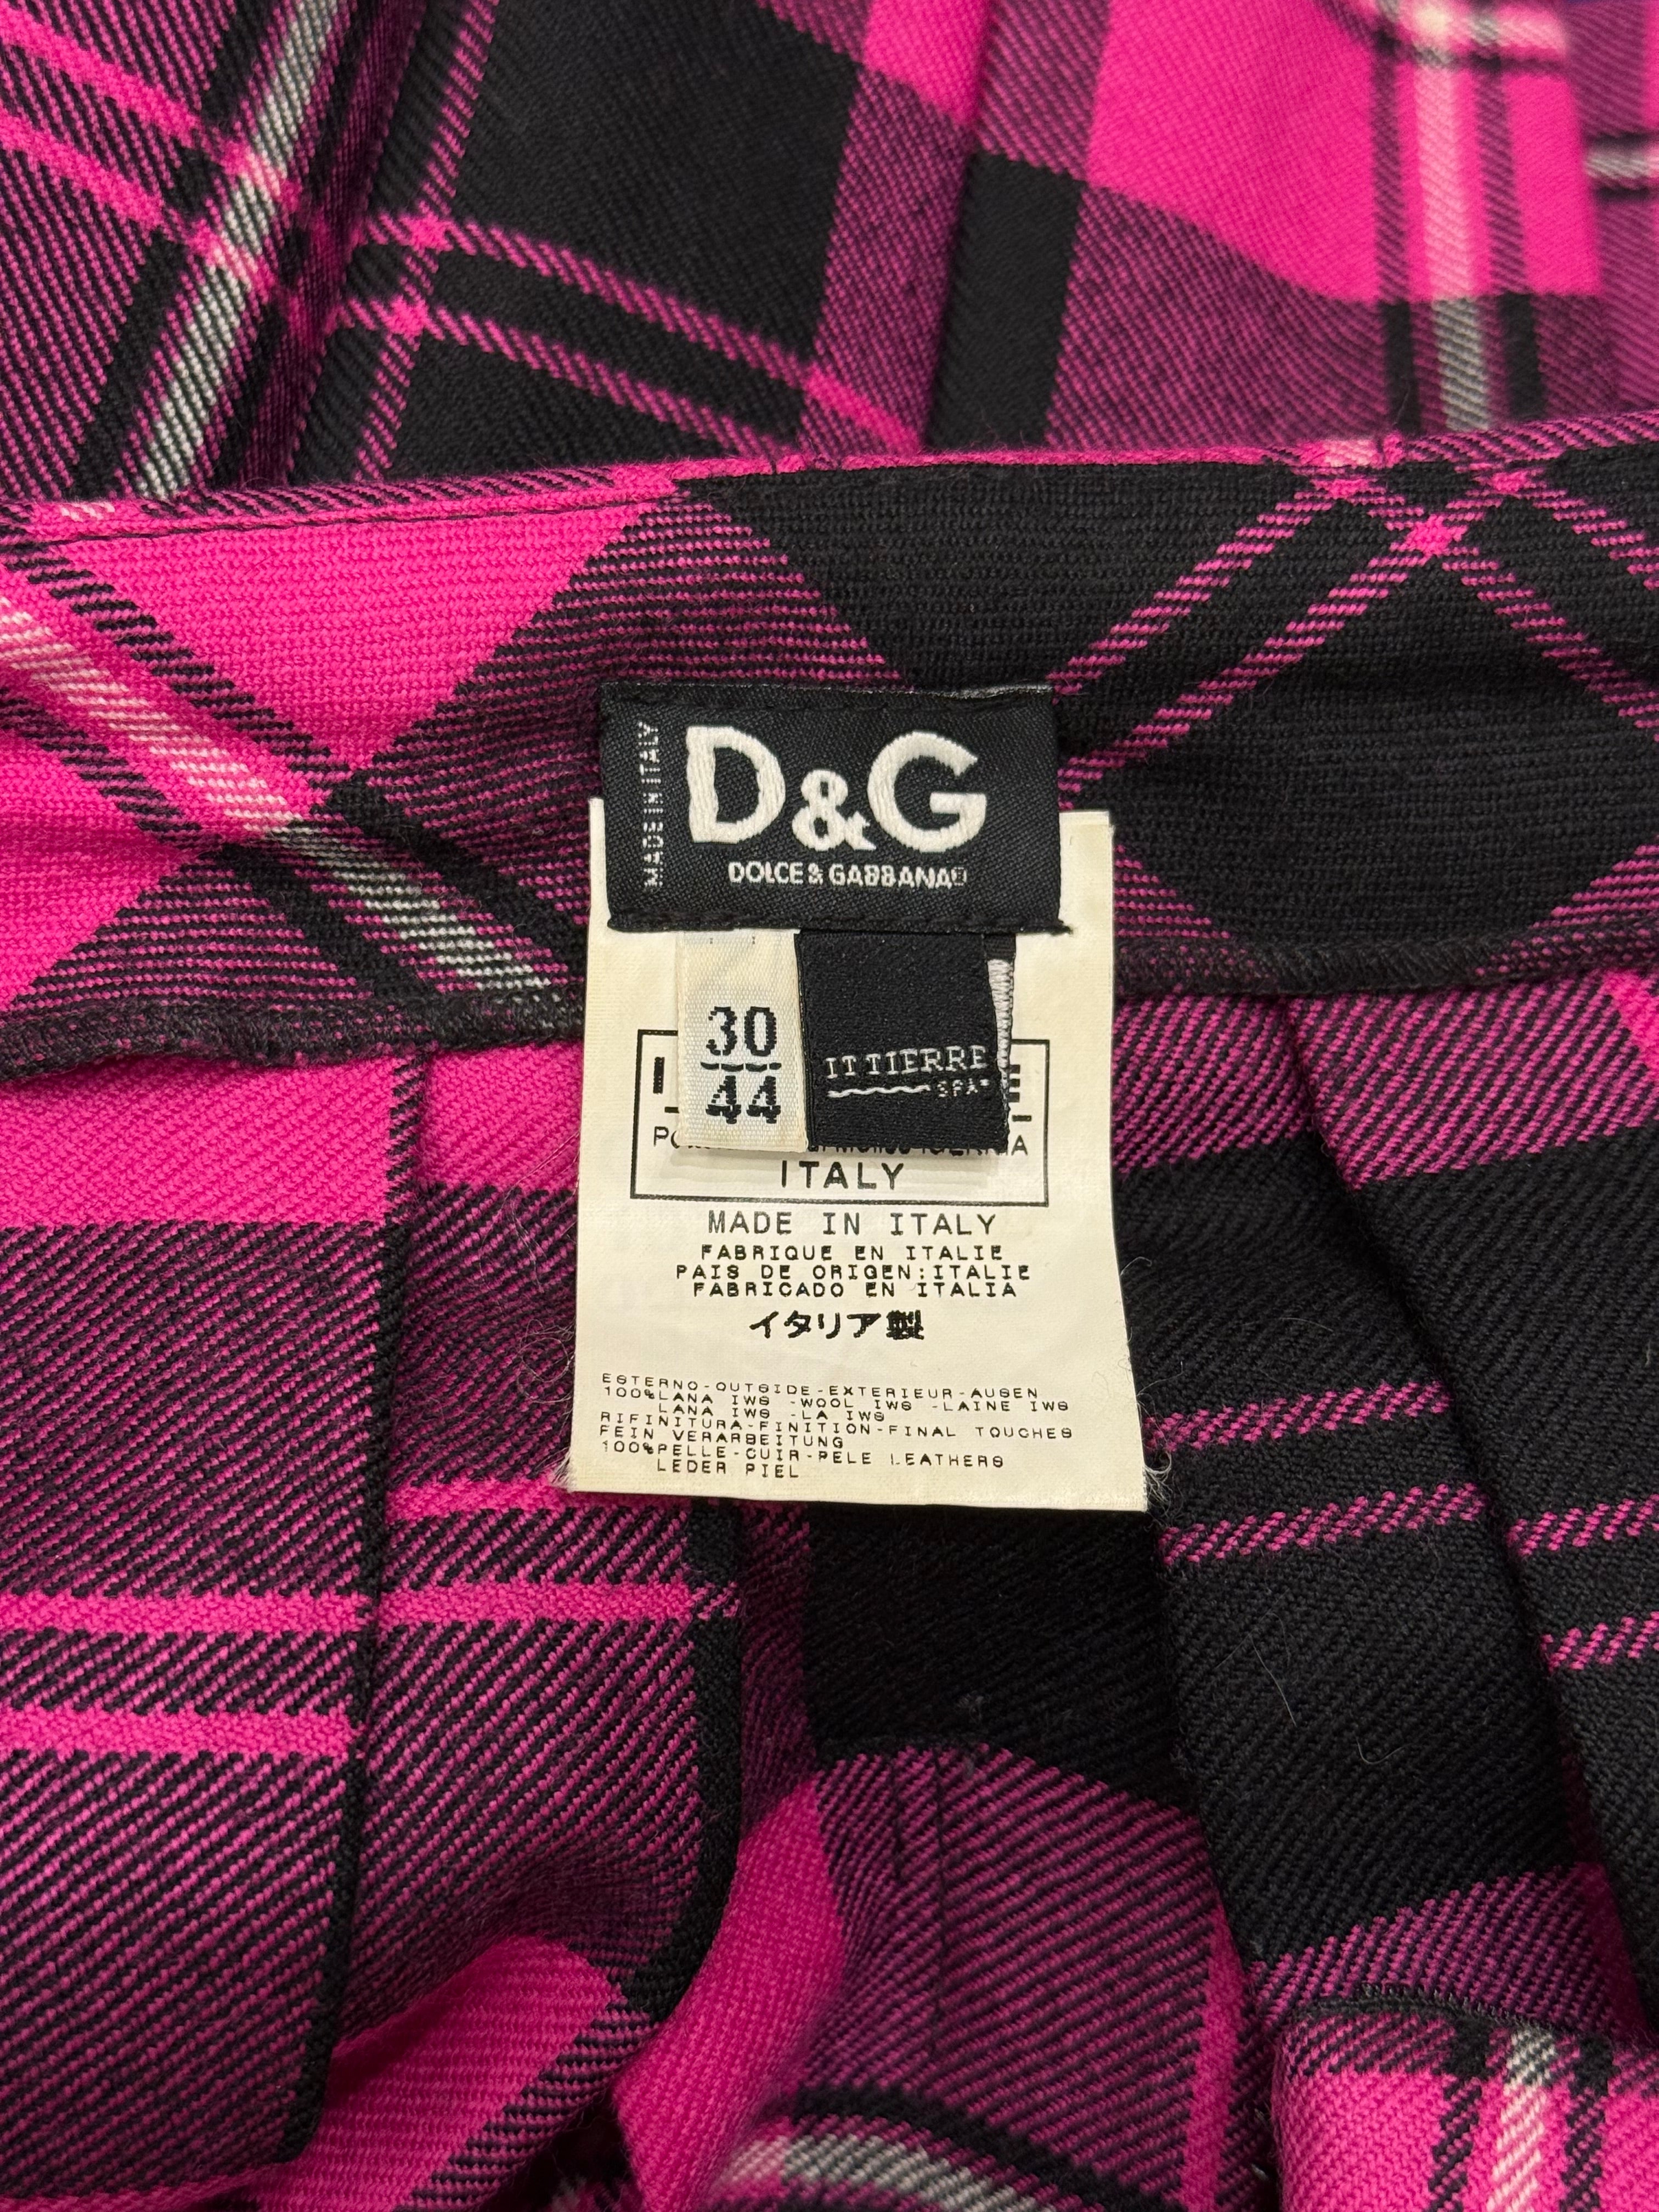 MADE IN ITALY
D&G
DOLCE & GABBANA®
30
44
IT TIERRE
SPA
ITALY
MADE IN ITALY
FABRIQUE EN ITALIE
PAIS DE ORIGEN:ITALIE
FABRICADO EN ITALIA
イタリア製
ESTERNO-OUTSIDE-EXTERIEUR-AUSEN
100%LANA IWS -WOOL IWS -LAINE IWS
LANA IWS -LA IWS
RIFINITURA-FINITION-FINAL TOUCHES
FEIN VERARBEITUNG
100%PELLE-CUIR-PELE LEATHERS
LEDER PIEL